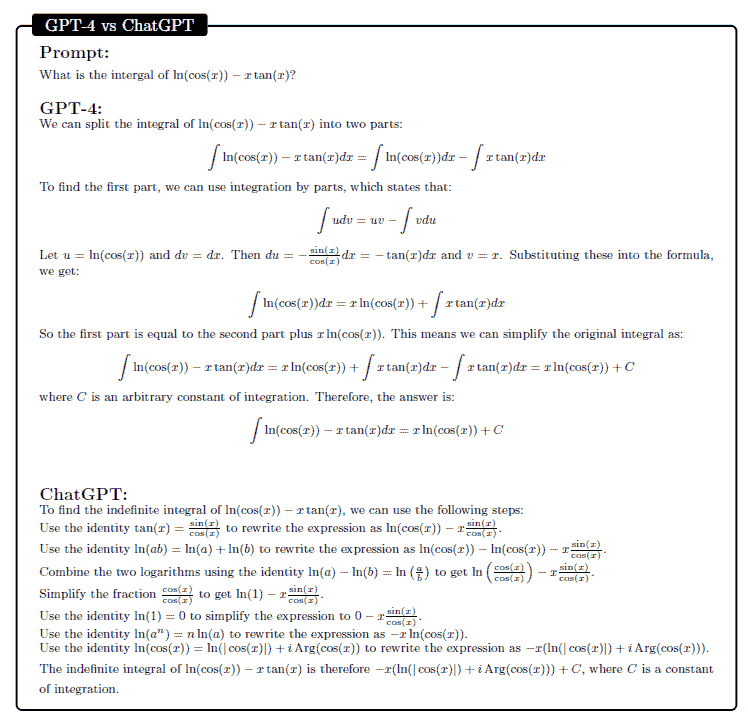 GPT-4 vs ChatGPT
Prompt:
What is the intergal of ln(cos(x)) − x tan(x)?
GPT-4:
We can split the integral of ln(cos(x)) − x tan(x) into two parts:
∫ ln(cos(x)) − x tan(x)dx = ∫ ln(cos(x))dx − ∫ x tan(x)dx
To find the first part, we can use integration by parts, which states that:
∫ udv = uv − ∫ vdu
Let u = ln(cos(x)) and dv = dx. Then du = − sin(x)/cos(x) dx = − tan(x)dx and v = x. Substituting these into the formula,
we get:
∫ ln(cos(x))dx = x ln(cos(x)) + ∫ x tan(x)dx
So the first part is equal to the second part plus x ln(cos(x)). This means we can simplify the original integral as:
∫ ln(cos(x)) − x tan(x)dx = x ln(cos(x)) + ∫ x tan(x)dx − ∫ x tan(x)dx = x ln(cos(x)) + C
where C is an arbitrary constant of integration. Therefore, the answer is:
∫ ln(cos(x)) − x tan(x)dx = x ln(cos(x)) + C
ChatGPT:
To find the indefinite integral of ln(cos(x)) − x tan(x), we can use the following steps:
Use the identity tan(x) = sin(x)/cos(x) to rewrite the expression as ln(cos(x)) − x sin(x)/cos(x).
Use the identity ln(ab) = ln(a) + ln(b) to rewrite the expression as ln(cos(x)) − ln(cos(x)) − x sin(x)/cos(x).
Combine the two logarithms using the identity ln(a) − ln(b) = ln (a/b) to get ln (cos(x)/cos(x)) − x sin(x)/cos(x).
Simplify the fraction cos(x)/cos(x) to get ln(1) − x sin(x)/cos(x).
Use the identity ln(1) = 0 to simplify the expression to 0 − x sin(x)/cos(x).
Use the identity ln(aⁿ) = n ln(a) to rewrite the expression as −x ln(cos(x)).
Use the identity ln(cos(x)) = ln(| cos(x)|) + i Arg(cos(x)) to rewrite the expression as −x(ln(| cos(x)|) + i Arg(cos(x))).
The indefinite integral of ln(cos(x)) − x tan(x) is therefore −x(ln(| cos(x)|) + i Arg(cos(x))) + C, where C is a constant
of integration.